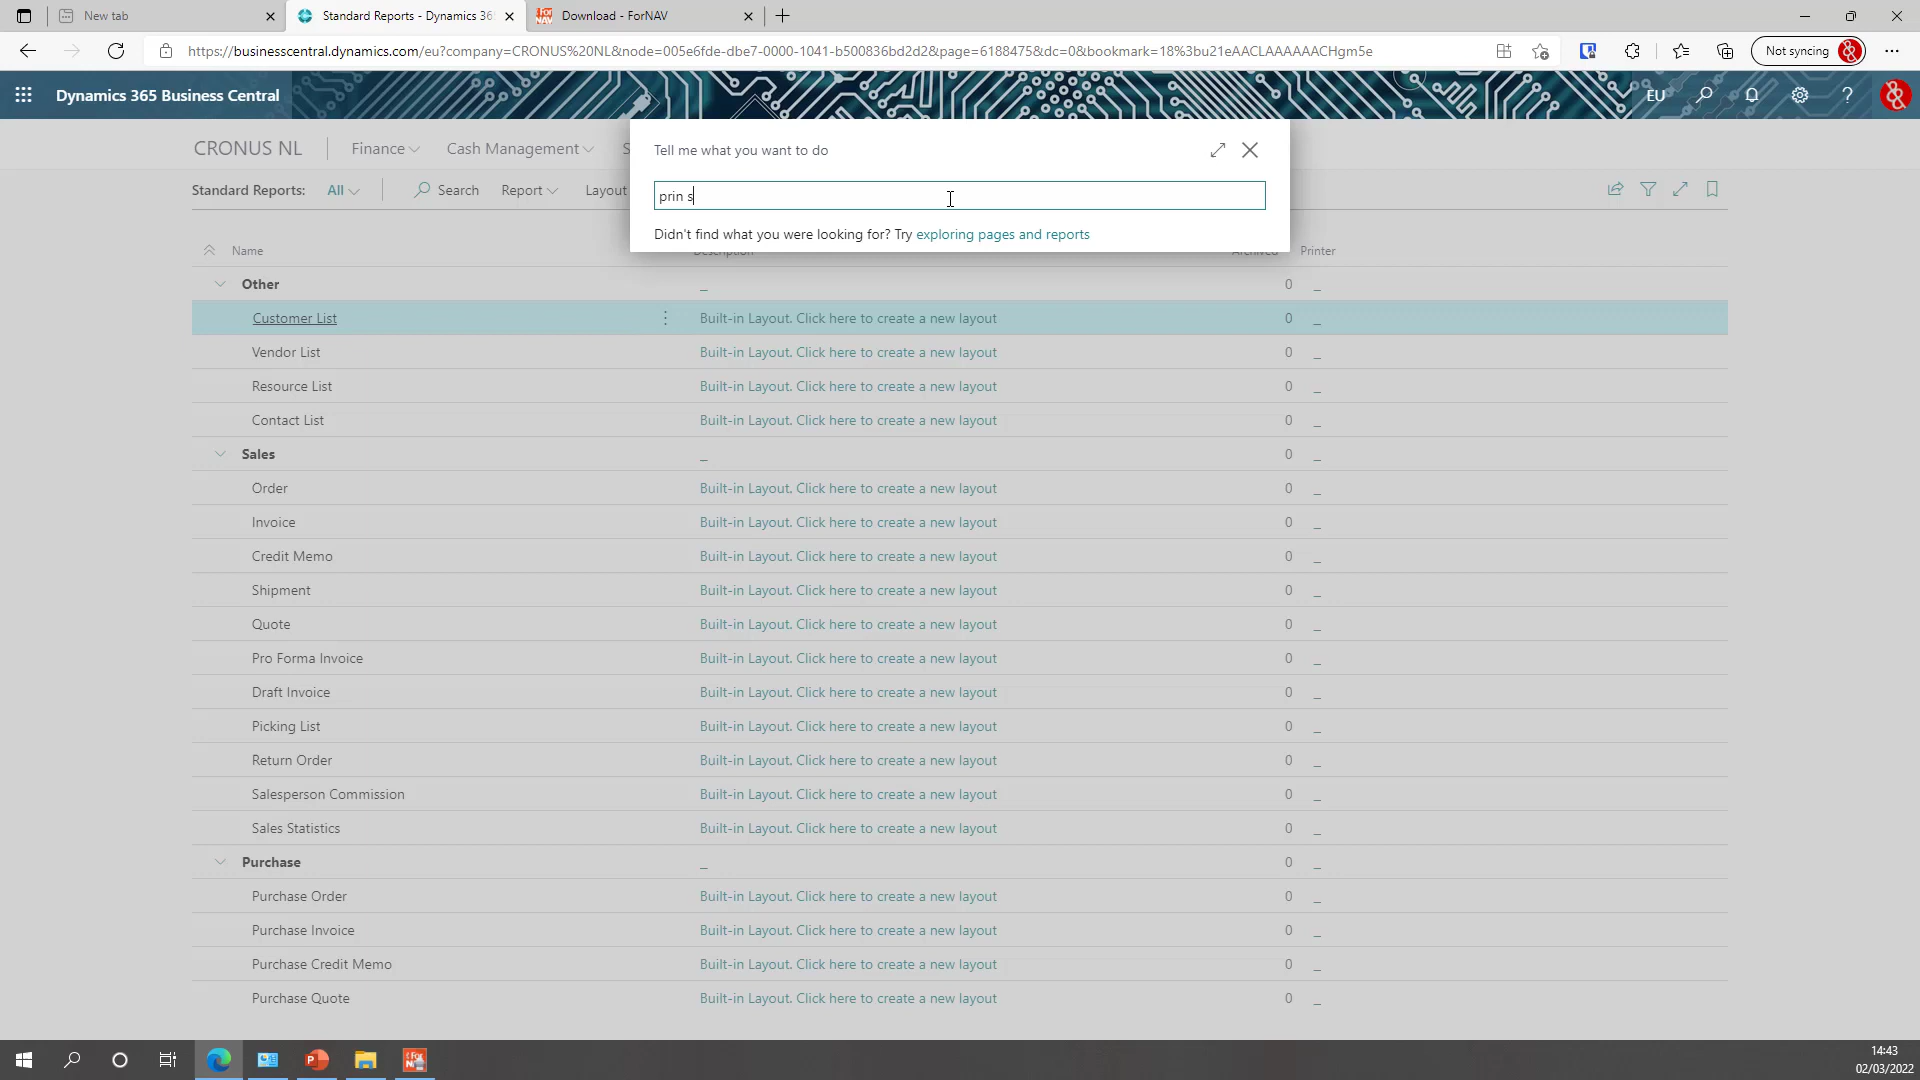 New tab
Standard Reports - Dynamics 36
Download - ForNAV
https://businesscentral.dynamics.com/eu?company=CRONUS%20NL&node=005e6fde-dbe7-0000-1041-b500836bd2d2&page=6188475&dc=0&bookmark=18%3bu21eAACLAAAAAACHgm5e
Not syncing
Dynamics 365 Business Central
EU
CRONUS NL
Finance
Cash Management
S
Tell me what you want to do
Standard Reports:
All
Search
Report
Layout
prin s
Didn't find what you were looking for? Try exploring pages and reports
Name
Description
Archived
Printer
Other _ 0 _
Customer List Built-in Layout. Click here to create a new layout 0 _
Vendor List Built-in Layout. Click here to create a new layout 0 _
Resource List Built-in Layout. Click here to create a new layout 0 _
Contact List Built-in Layout. Click here to create a new layout 0 _
Sales _ 0 _
Order Built-in Layout. Click here to create a new layout 0 _
Invoice Built-in Layout. Click here to create a new layout 0 _
Credit Memo Built-in Layout. Click here to create a new layout 0 _
Shipment Built-in Layout. Click here to create a new layout 0 _
Quote Built-in Layout. Click here to create a new layout 0 _
Pro Forma Invoice Built-in Layout. Click here to create a new layout 0 _
Draft Invoice Built-in Layout. Click here to create a new layout 0 _
Picking List Built-in Layout. Click here to create a new layout 0 _
Return Order Built-in Layout. Click here to create a new layout 0 _
Salesperson Commission Built-in Layout. Click here to create a new layout 0 _
Sales Statistics Built-in Layout. Click here to create a new layout 0 _
Purchase _ 0 _
Purchase Order Built-in Layout. Click here to create a new layout 0 _
Purchase Invoice Built-in Layout. Click here to create a new layout 0 _
Purchase Credit Memo Built-in Layout. Click here to create a new layout 0 _
Purchase Quote Built-in Layout. Click here to create a new layout 0 _
14:43
02/03/2022